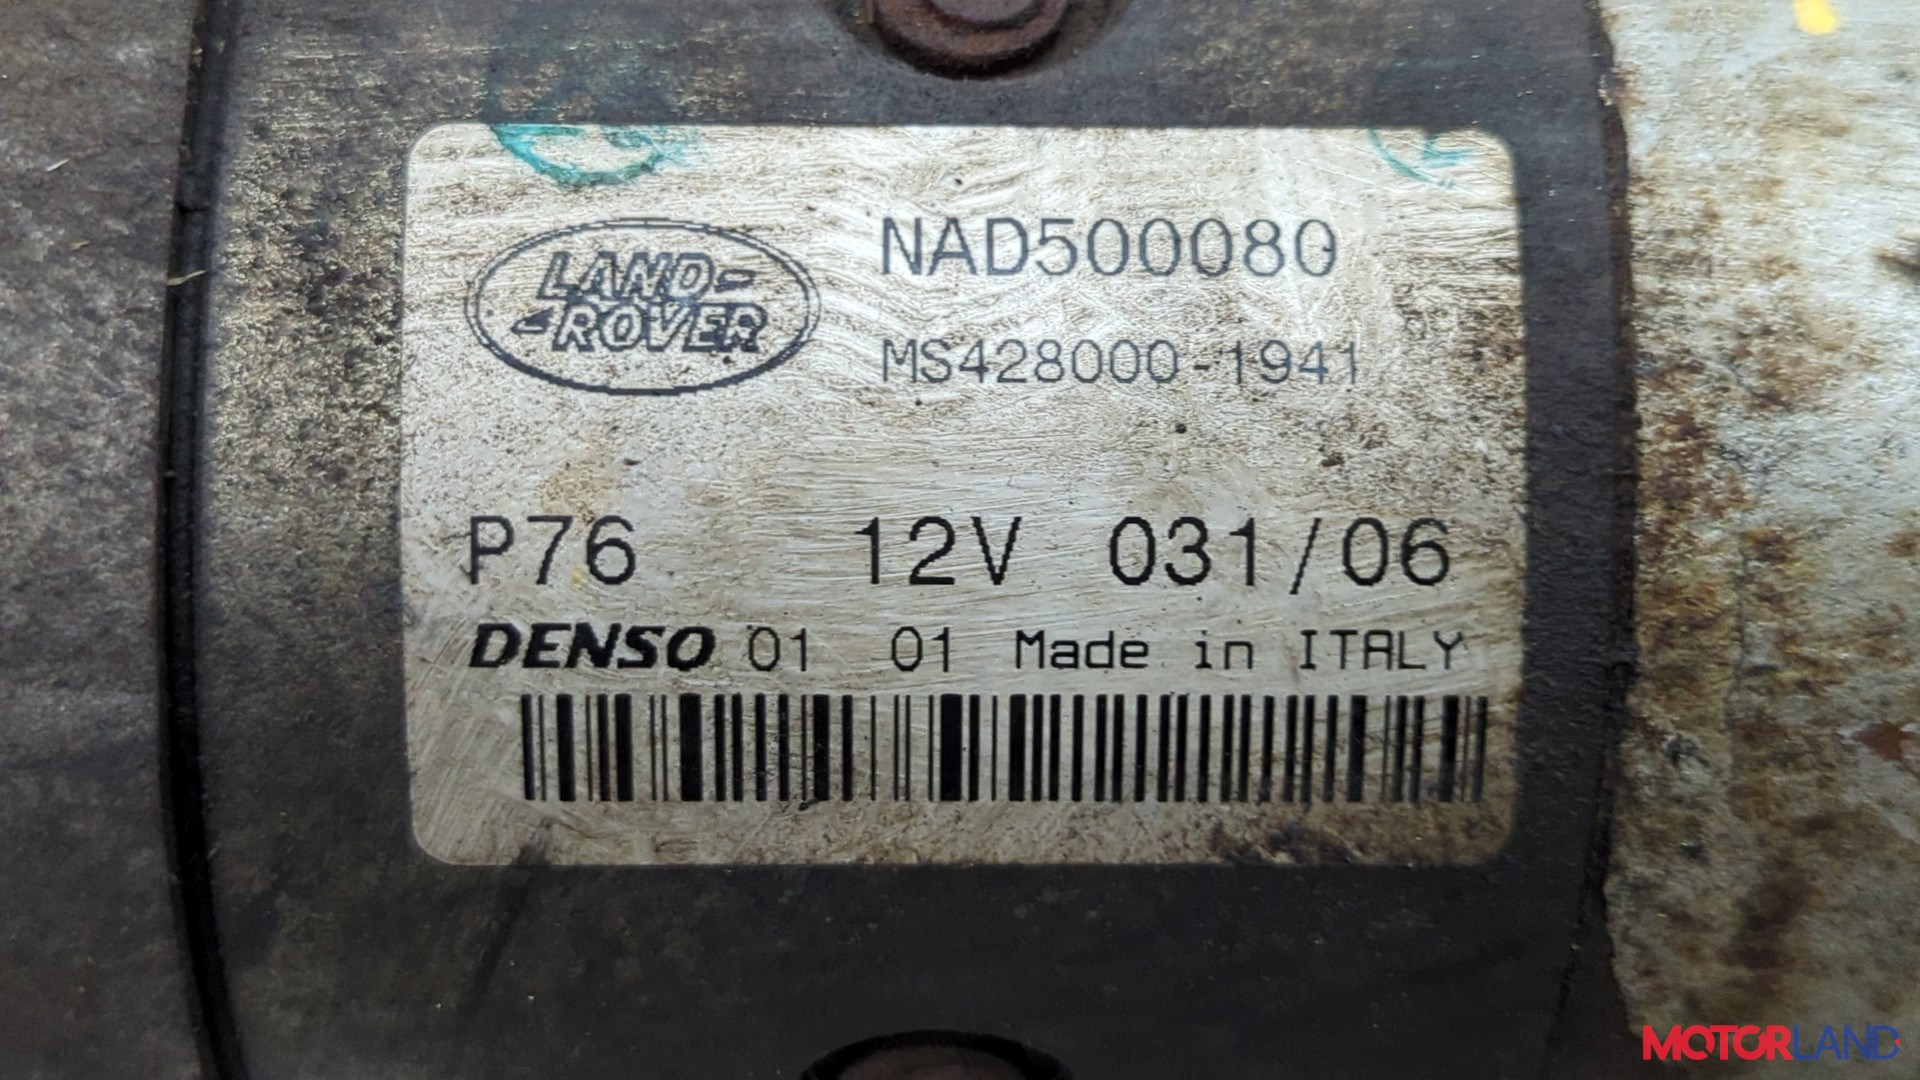 LAND-
-ROVER
NAD500080
MS428000-1941
P76 12V 031/06
DENSO 01 01 Made in ITALY
MOTORLAND